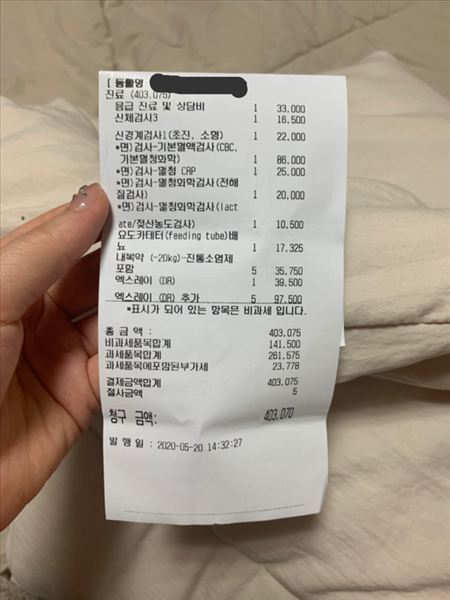 [ 동물명
진료 (403,075)
응급 진료 및 상담비 1 33,000
신체검사3 1 16,500
신경계검사1(초진, 소형) 1 22,000
*면)검사-기본혈액검사(CBC,
기본혈청화학) 1 86,000
*면)검사-혈청 CRP 1 25,000
*면)검사-혈청화학검사(전해
질검사) 1 20,000
*면)검사-혈청화학검사(lact
ate/젖산농도검사) 1 10,500
요도카테터(feeding tube)배
뇨 1 17,325
내복약 (~20kg)-진통소염제
포함 5 35,750
엑스레이 (DR) 1 39,500
엑스레이 (DR) 추가 5 97,500
*표시가 되어 있는 항목은 비과세 입니다.
총 금 액 : 403,075
비과세품목합계 141,500
과세품목합계 261,575
과세품목에포함된부가세 23,778
결제금액합계 403,075
절사금액 5
청구 금액: 403,070
발 행 일 : 2020-05-20 14:32:27